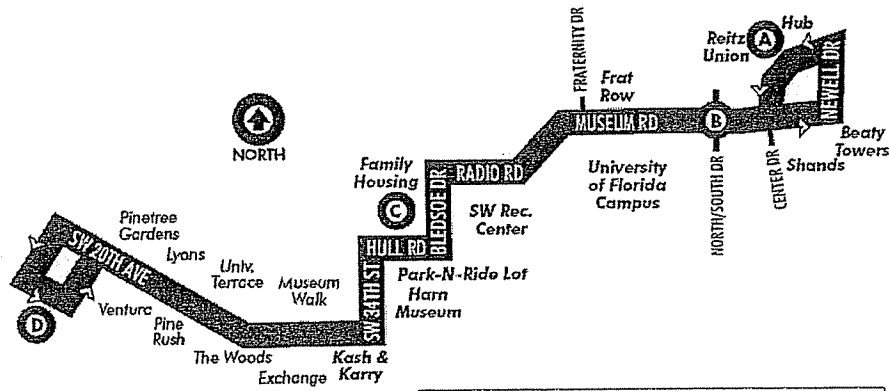 Hub
Reitz
Union
A
FRATERNITY DR
NEWELL DR
Frat
Row
MUSEUM RD
B
Beaty
Towers
Shands
CENTER DR
NORTH/SOUTH DR
University
of Florida
Campus
NORTH
Family
Housing
C
BLEDSOE DR
RADIO RD
SW Rec.
Center
HULL RD
Park-N-Ride Lot
Harn
Museum
SW 34TH ST
Kash &
Karry
Pinetree
Gardens
SW 20TH AVE
Lyons
Univ.
Terrace
Museum
Walk
Ventura
D
Pine
Rush
The Woods
Exchange